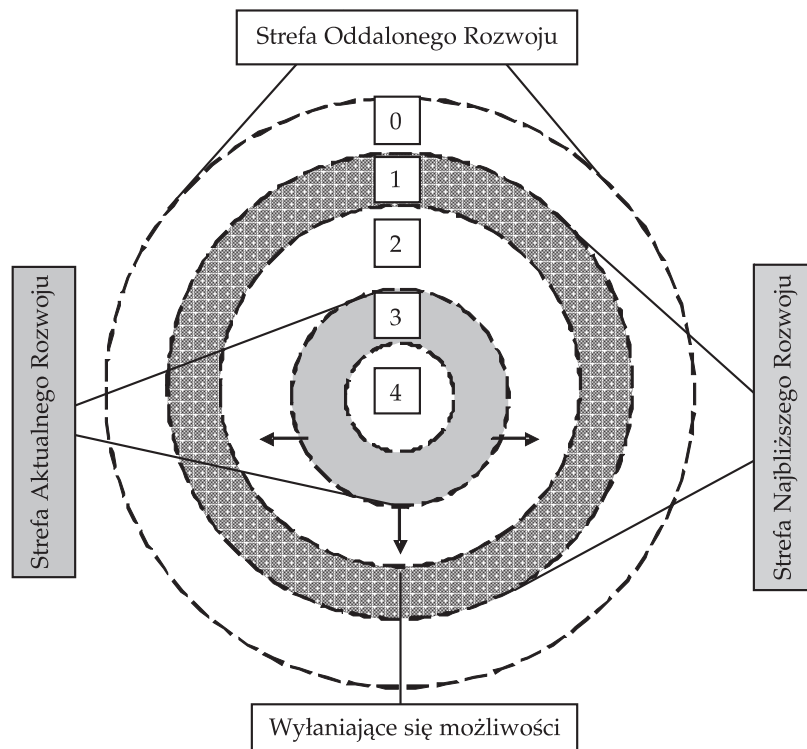 Strefa Oddalonego Rozwoju
0
1
2
3
4
Strefa Aktualnego Rozwoju
Strefa Najbliższego Rozwoju
Wyłaniające się możliwości